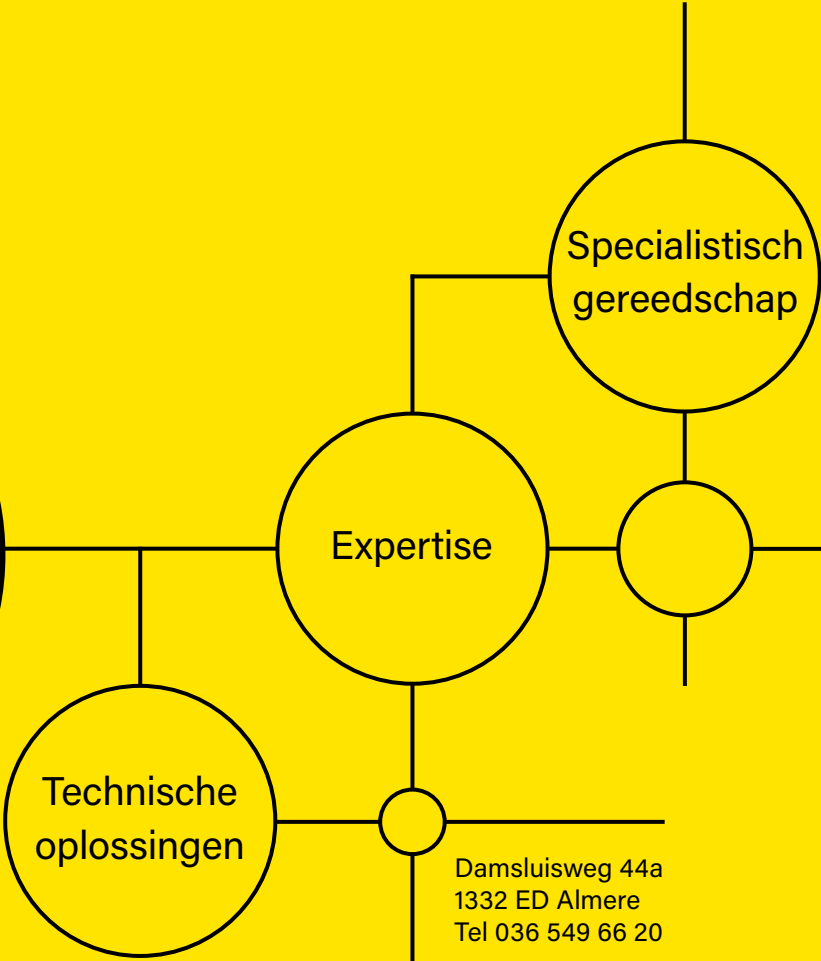 Specialistisch
gereedschap
Expertise
Technische
oplossingen
Damsluisweg 44a
1332 ED Almere
Tel 036 549 66 20